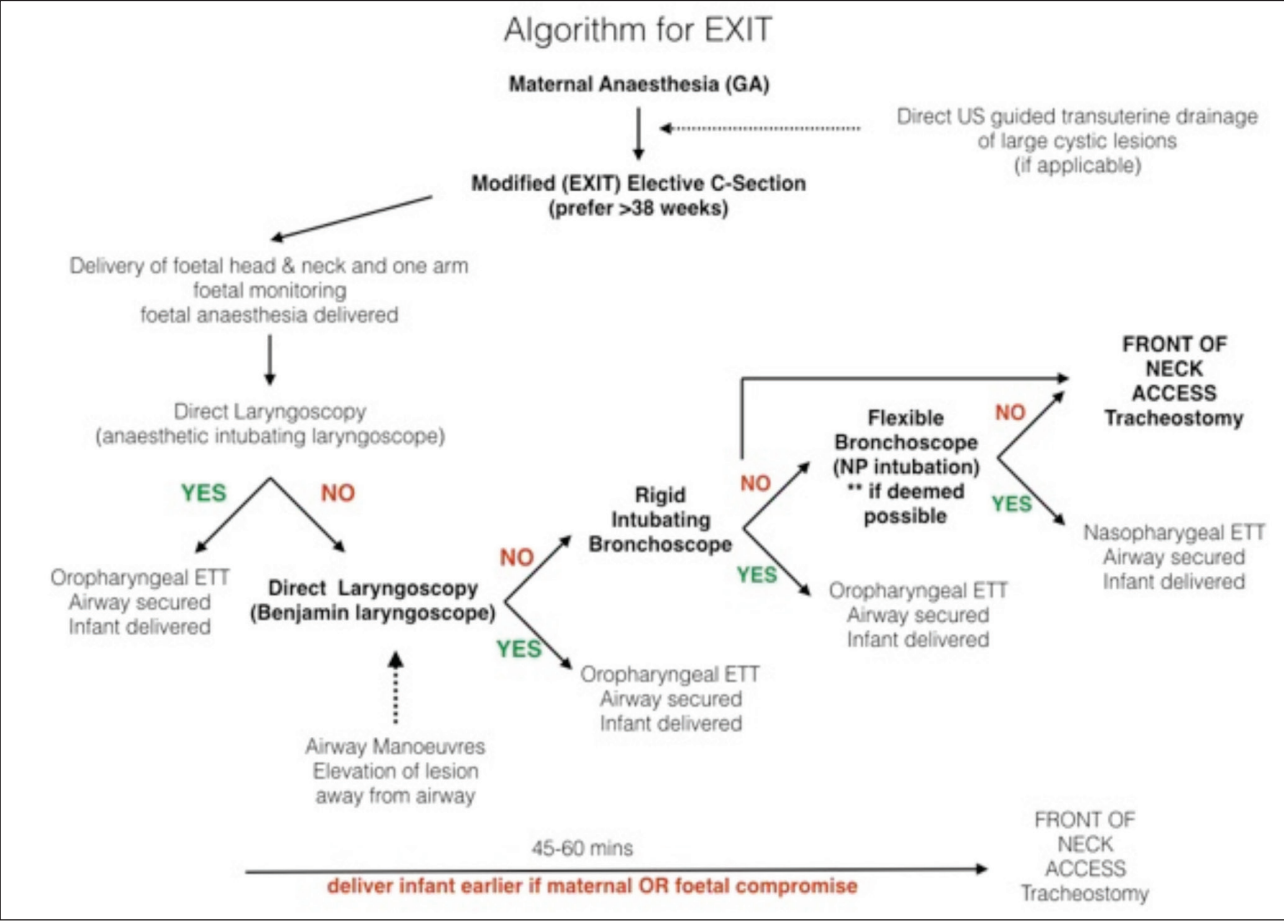 Algorithm for EXIT
Maternal Anaesthesia (GA)
Direct US guided transuterine drainage
of large cystic lesions
(if applicable)
Modified (EXIT) Elective C-Section
(prefer >38 weeks)
Delivery of foetal head & neck and one arm
foetal monitoring
foetal anaesthesia delivered
Direct Laryngoscopy
(anaesthetic intubating laryngoscope)
YES
NO
Oropharyngeal ETT
Airway secured
Infant delivered
Direct Laryngoscopy
(Benjamin laryngoscope)
Airway Manoeuvres
Elevation of lesion
away from airway
NO
YES
Oropharyngeal ETT
Airway secured
Infant delivered
Rigid
Intubating
Bronchoscope
NO
YES
Oropharyngeal ETT
Airway secured
Infant delivered
Flexible
Bronchoscope
(NP intubation)
** if deemed
possible
NO
YES
Nasopharygeal ETT
Airway secured
Infant delivered
FRONT OF
NECK
ACCESS
Tracheostomy
45-60 mins
deliver infant earlier if maternal OR foetal compromise
FRONT OF
NECK
ACCESS
Tracheostomy